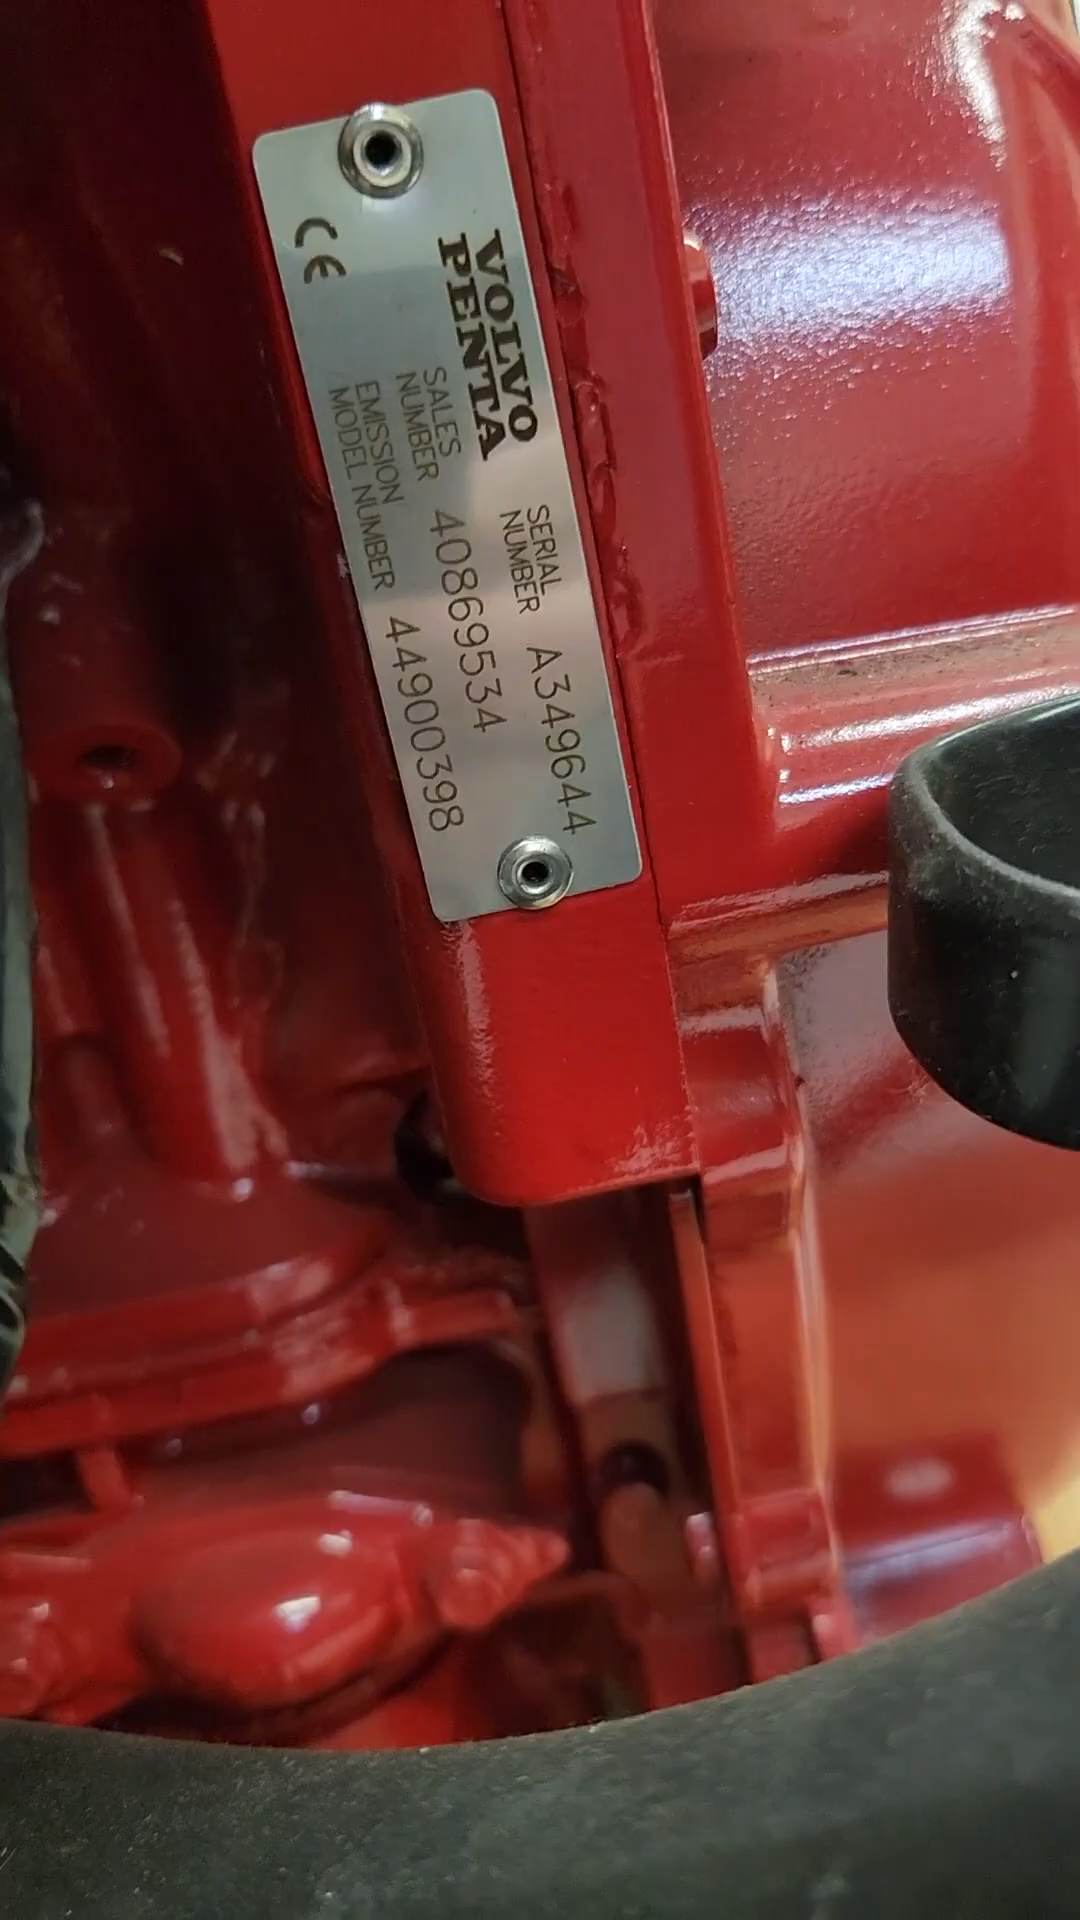 VOLVO
PENTA
SERIAL
NUMBER A349644
SALES
NUMBER 40869534
EMISSION
MODEL NUMBER 44900398
CE